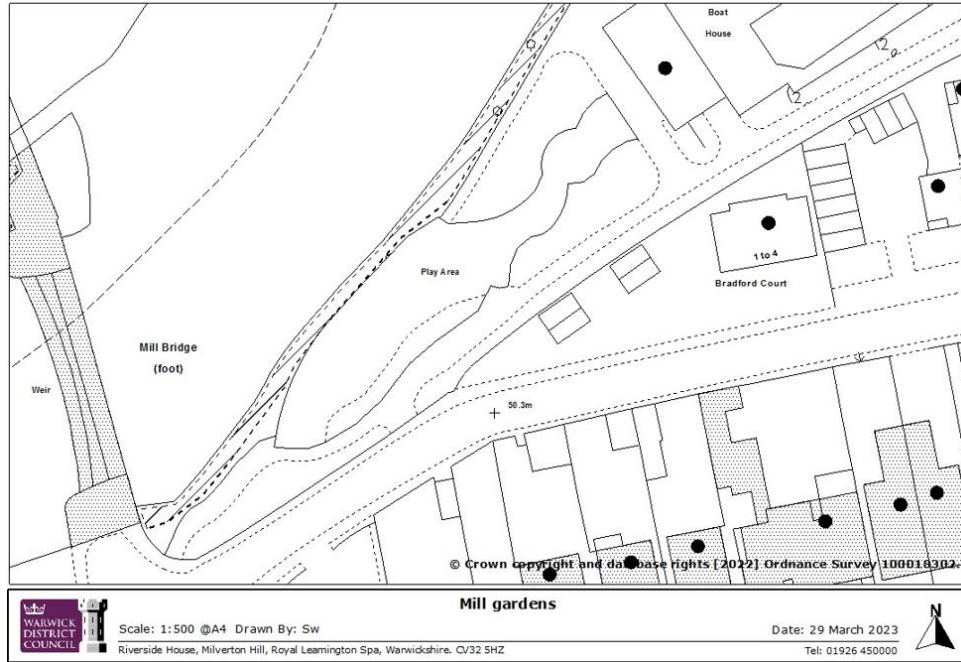 Boat
House
Play Area
1 to 4
Bradford Court
Mill Bridge
(foot)
Weir
50.3m
© Crown copyright and database rights [2022] Ordnance Survey 100018302.
Mill gardens
WARWICK
DISTRICT
COUNCIL
Scale: 1:500 @A4 Drawn By: Sw
Date: 29 March 2023
N
Riverside House, Milverton Hill, Royal Leamington Spa, Warwickshire. CV32 5HZ
Tel: 01926 450000